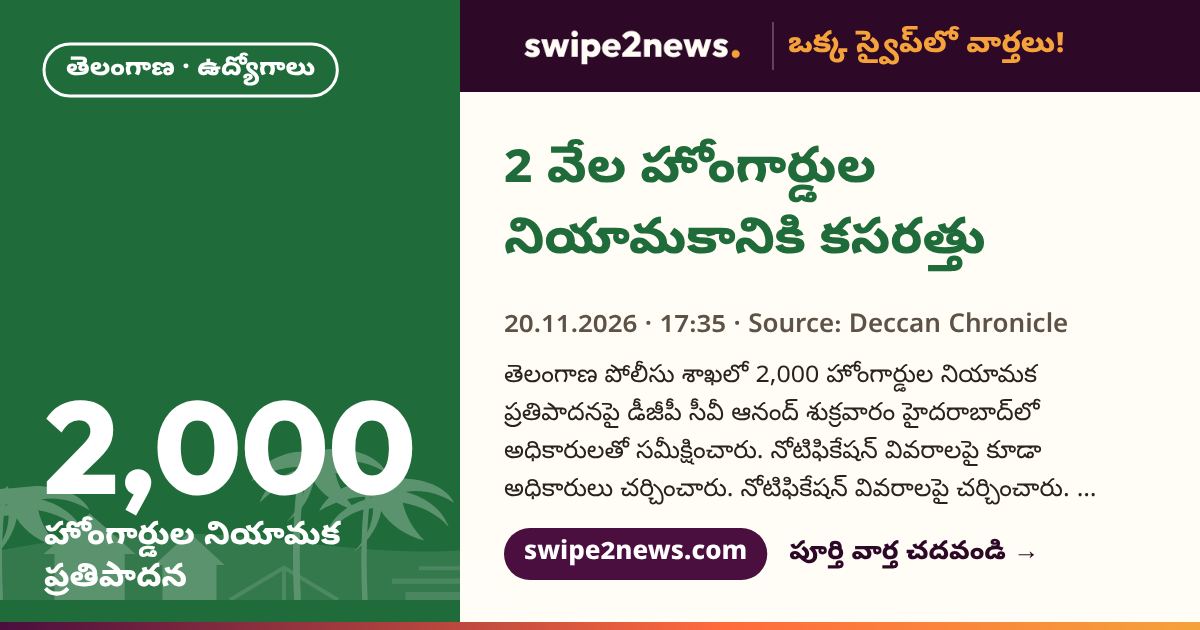 తెలంగాణ · ఉద్యోగాలు
2,000
హోంగార్డుల నియామక
ప్రతిపాదన
swipe2news.
ఒక్క స్వైప్‌లో వార్తలు!
2 వేల హోంగార్డుల
నియామకానికి కసరత్తు
20.11.2026 · 17:35 · Source: Deccan Chronicle
తెలంగాణ పోలీసు శాఖలో 2,000 హోంగార్డుల నియామక
ప్రతిపాదనపై డీజీపీ సీవీ ఆనంద్ శుక్రవారం హైదరాబాద్‌లో
అధికారులతో సమీక్షించారు. నోటిఫికేషన్ వివరాలపై కూడా
అధికారులు చర్చించారు. నోటిఫికేషన్ వివరాలపై చర్చించారు. ...
swipe2news.com
పూర్తి వార్త చదవండి →